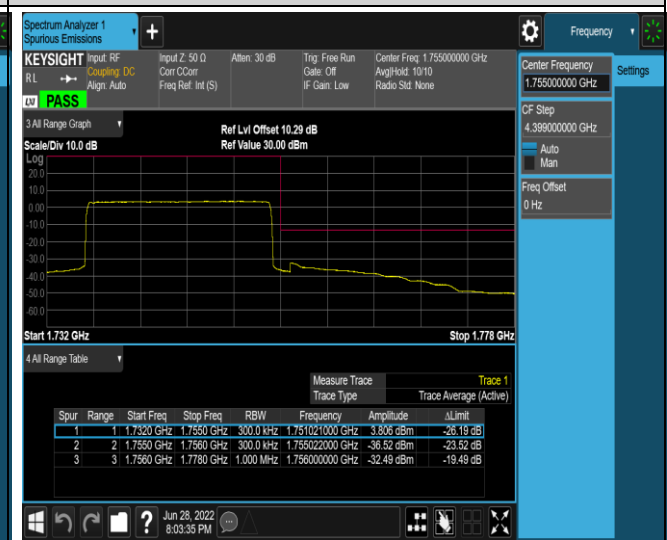 Spectrum Analyzer 1
Spurious Emissions
+
Frequency
KEYSIGHT Input: RF Input Z: 50 Ω Atten: 30 dB Trig: Free Run Center Freq: 1.755000000 GHz
Coupling: DC Corr CCorr Gate: Off Avg|Hold: 10/10
R L Align: Auto Freq Ref: Int (S) IF Gain: Low Radio Std: None
LXI PASS
Center Frequency
1.755000000 GHz
Settings
CF Step
4.399000000 GHz
Auto
Man
Freq Offset
0 Hz
3 All Range Graph
Ref Lvl Offset 10.29 dB
Scale/Div 10.0 dB Ref Value 30.00 dBm
Log
20.0
10.0
0.00
-10.0
-20.0
-30.0
-40.0
-50.0
-60.0
Start 1.732 GHz Stop 1.778 GHz
4 All Range Table
Measure Trace Trace 1
Trace Type Trace Average (Active)
Spur Range Start Freq Stop Freq RBW Frequency Amplitude ΔLimit
1 1 1.7320 GHz 1.7550 GHz 300.0 kHz 1.751021000 GHz 3.806 dBm -26.19 dB
2 2 1.7550 GHz 1.7560 GHz 300.0 kHz 1.755022000 GHz -36.52 dBm -23.52 dB
3 3 1.7560 GHz 1.7780 GHz 1.000 MHz 1.756000000 GHz -32.49 dBm -19.49 dB
? Jun 28, 2022
8:03:35 PM